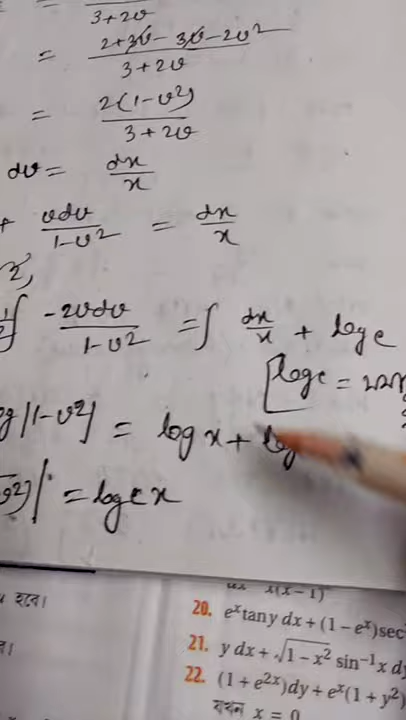 3+2v
= 2+3v-3v-2v² / 3+2v
= 2(1-v²) / 3+2v
dv = dx/x
+ vdv / 1-v² = dx/x
∫ -2vdv / 1-v² = ∫ dx/x + logc
[logc =
|1-v²| = log x +
= logcx
হবে।
x(x-1)
20. eˣtany dx + (1-eˣ)sec
21. y dx + √1-x² sin⁻¹x d
22. (1+e²ˣ)dy + eˣ(1+y²)
যখন x = 0